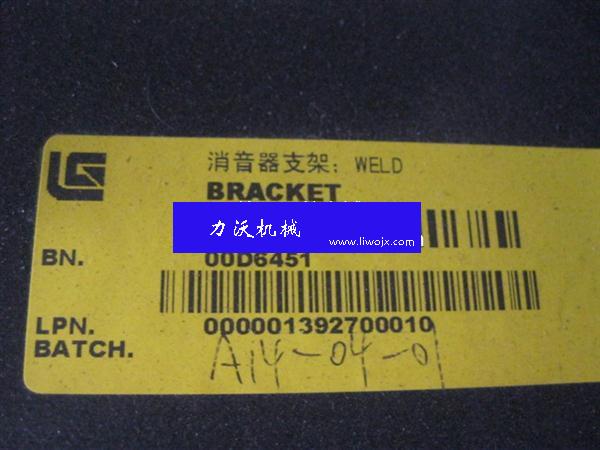 消音器支架: WELD
BRACKET
力沃机械
www.liwojx.com
BN. 00D6451
LPN. 000001392700010
BATCH. A14-04-01